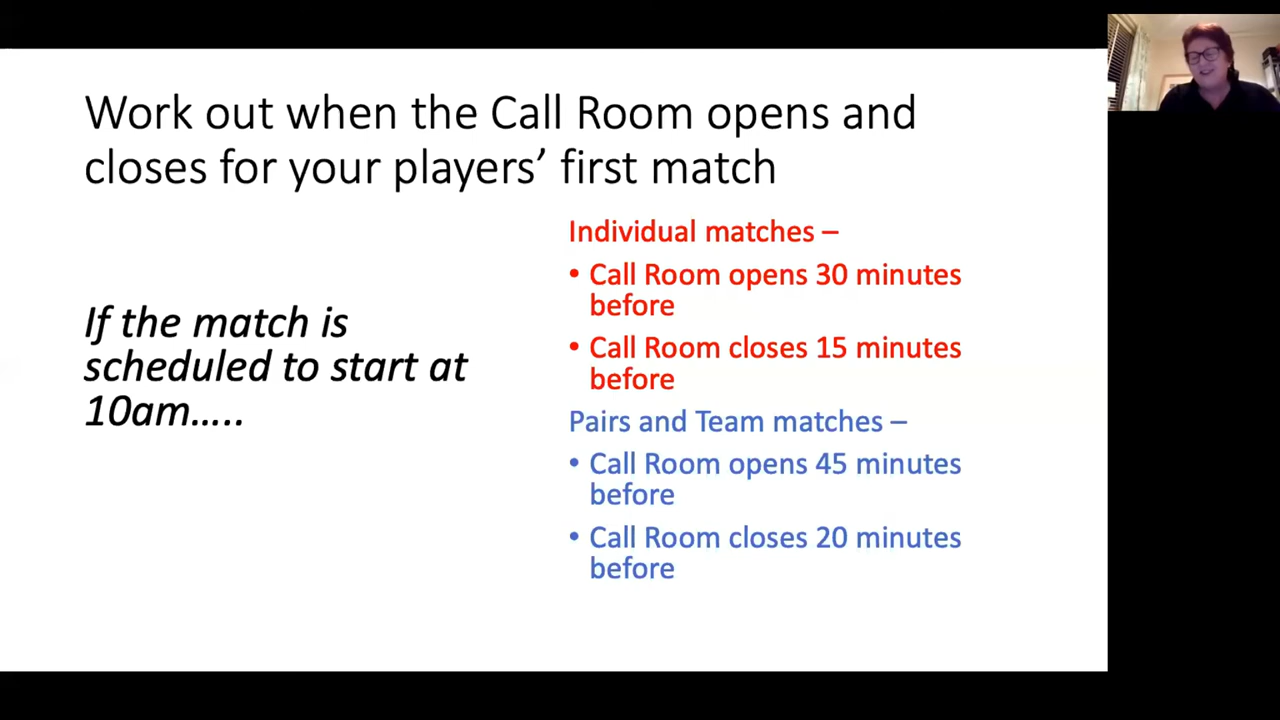 Work out when the Call Room opens and
closes for your players’ first match
If the match is
scheduled to start at
10am…..
Individual matches –
• Call Room opens 30 minutes
before
• Call Room closes 15 minutes
before
Pairs and Team matches –
• Call Room opens 45 minutes
before
• Call Room closes 20 minutes
before